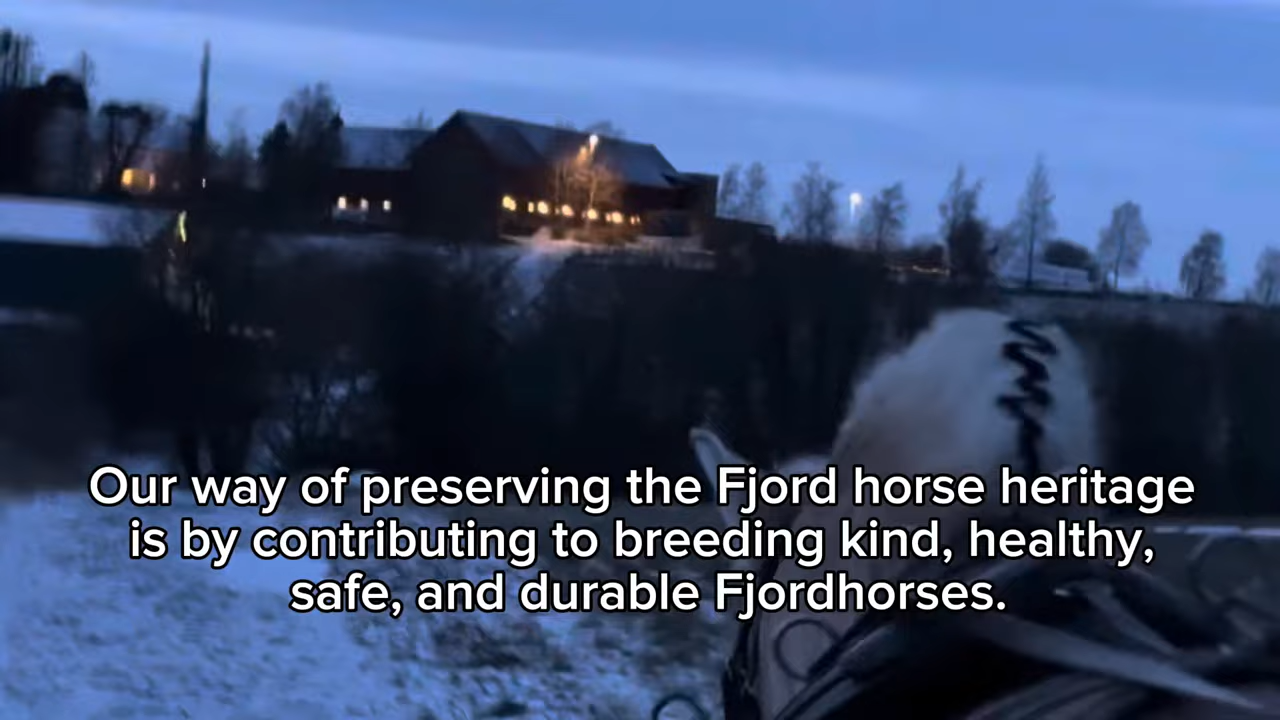 Our way of preserving the Fjord horse heritage
is by contributing to breeding kind, healthy,
safe, and durable Fjordhorses.